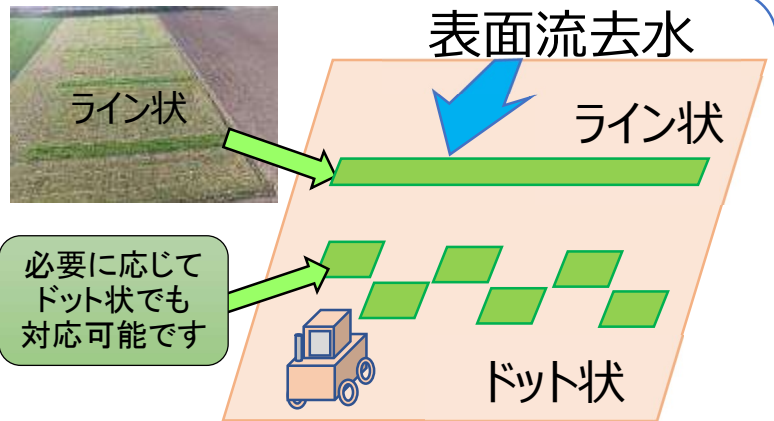 表面流去水
ライン状
ライン状
必要に応じて
ドット状でも
対応可能です
ドット状